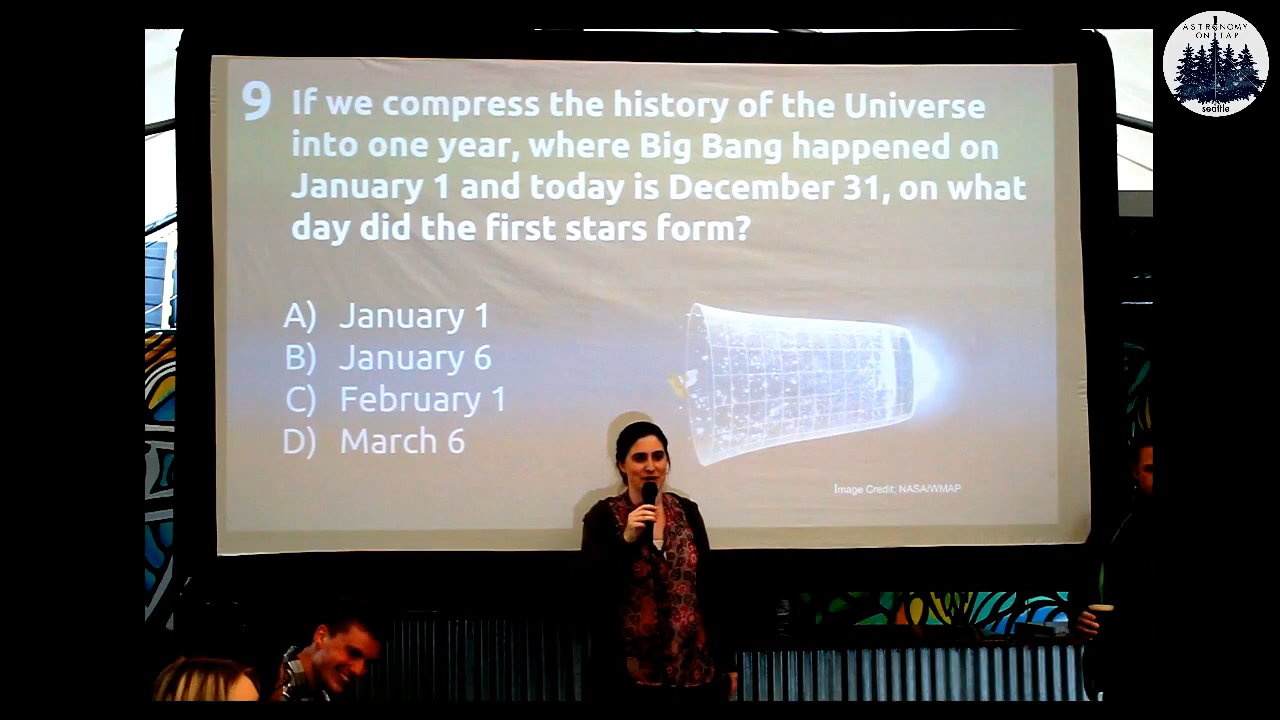 ASTRONOMY
ON TAP
seattle
9 If we compress the history of the Universe
into one year, where Big Bang happened on
January 1 and today is December 31, on what
day did the first stars form?
A) January 1
B) January 6
C) February 1
D) March 6
Image Credit: NASA/WMAP